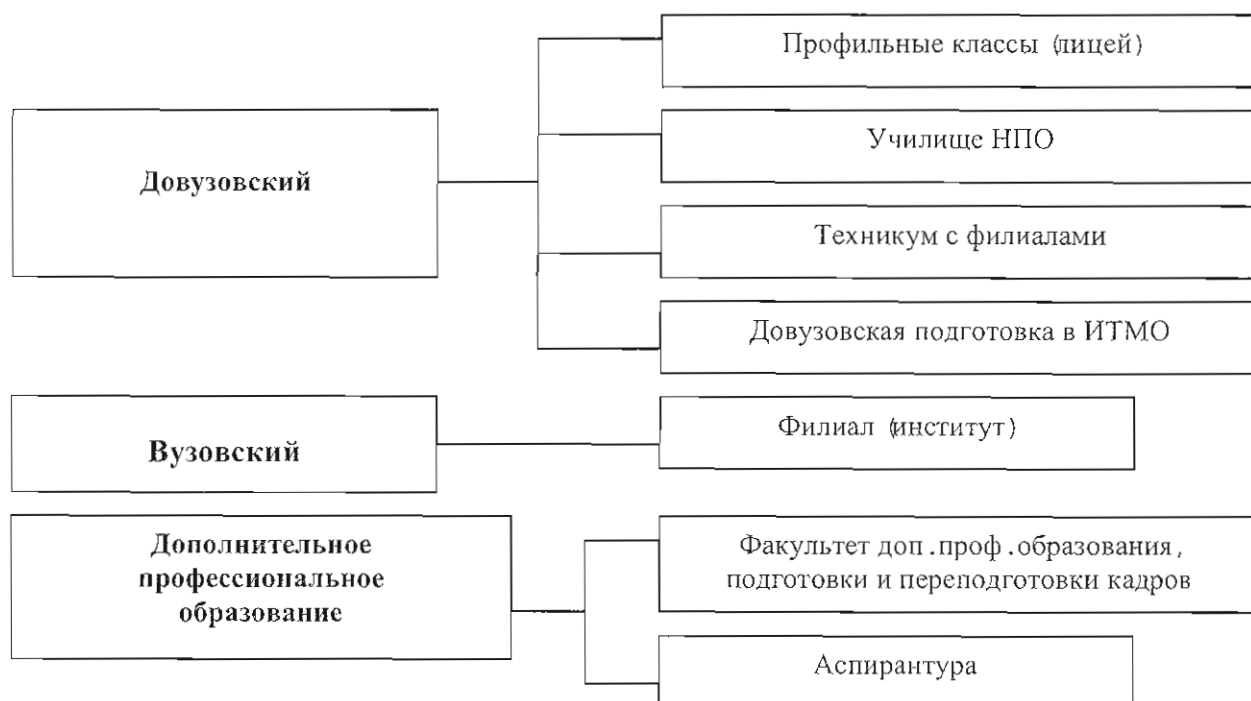 Довузовский
Профильные классы (лицей)
Училище НПО
Техникум с филиалами
Довузовская подготовка в ИТМО
Вузовский
Филиал (институт)
Дополнительное
профессиональное
образование
Факультет доп.проф.образования,
подготовки и переподготовки кадров
Аспирантура